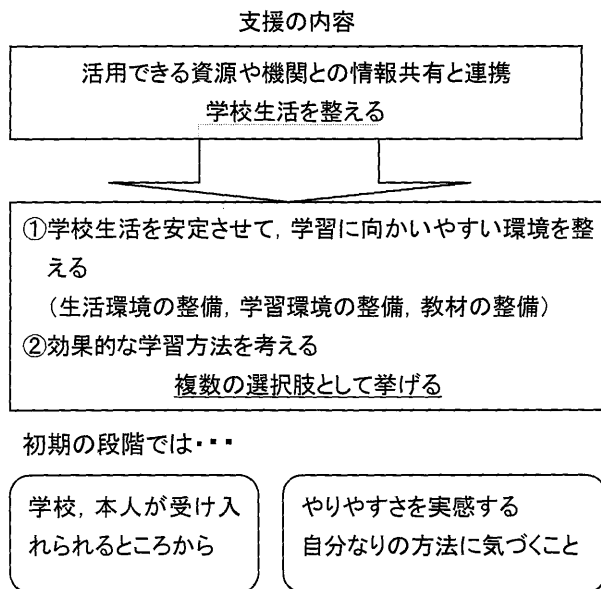 支援の内容
活用できる資源や機関との情報共有と連携
学校生活を整える
①学校生活を安定させて，学習に向かいやすい環境を整
える
（生活環境の整備，学習環境の整備，教材の整備）
②効果的な学習方法を考える
複数の選択肢として挙げる
初期の段階では・・・
学校，本人が受け入
れられるところから
やりやすさを実感する
自分なりの方法に気づくこと